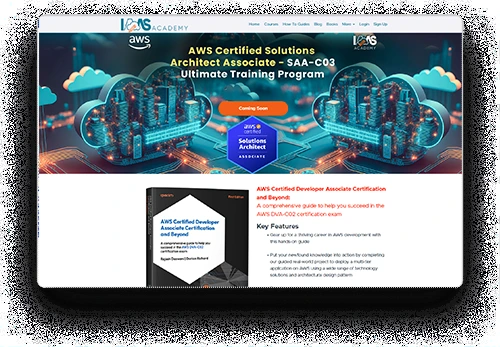 IaaS ACADEMY
Home Courses How To Guides Blog Books More Login Sign Up
aws
IaaS
ACADEMY
AWS Certified Solutions
Architect Associate - SAA-C03
Ultimate Training Program
Coming Soon
aws
certified
Solutions
Architect
ASSOCIATE
AWS Certified Developer Associate Certification
and Beyond:
A comprehensive guide to help you succeed in the
AWS DVA-C02 certification exam
Key Features
• Gear up for a thriving career in AWS development with
this hands-on guide
• Put your newfound knowledge into action by completing
our guided real-world project to deploy a multi-tier
application on AWS using a wide range of technology
solutions and architecture design pattern
First Edition
AWS Certified Developer
Associate Certification
and Beyond
A comprehensive guide to help you
succeed in the AWS DVA-C02
certification exam